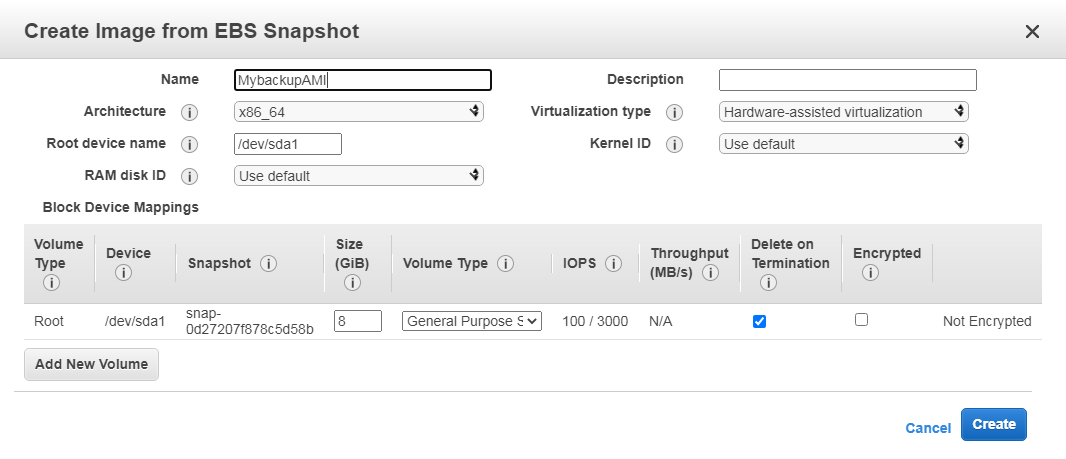 Create Image from EBS Snapshot
Name MybackupAMI Description
Architecture x86_64 Virtualization type Hardware-assisted virtualization
Root device name /dev/sda1 Kernel ID Use default
RAM disk ID Use default
Block Device Mappings
Volume Type Device Snapshot Size (GiB) Volume Type IOPS Throughput (MB/s) Delete on Termination Encrypted
Root /dev/sda1 snap-0d27207f878c5d58b 8 General Purpose S 100 / 3000 N/A Not Encrypted
Add New Volume
Cancel Create